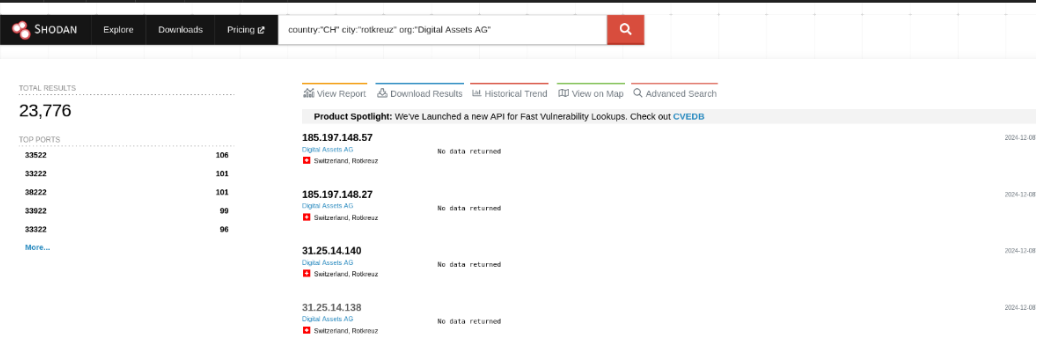 SHODAN Explore Downloads Pricing country:"CH" city:"rotkreuz" org:"Digital Assets AG"
TOTAL RESULTS
23,776
TOP PORTS
33522 106
33222 101
38222 101
33922 99
33322 96
More...
View Report Download Results Historical Trend View on Map Advanced Search
Product Spotlight: We've Launched a new API for Fast Vulnerability Lookups. Check out CVEDB
185.197.148.57
2024-12-08
Digital Assets AG
No data returned
Switzerland, Rotkreuz
185.197.148.27
2024-12-08
Digital Assets AG
No data returned
Switzerland, Rotkreuz
31.25.14.140
2024-12-08
Digital Assets AG
No data returned
Switzerland, Rotkreuz
31.25.14.138
2024-12-08
Digital Assets AG
No data returned
Switzerland, Rotkreuz